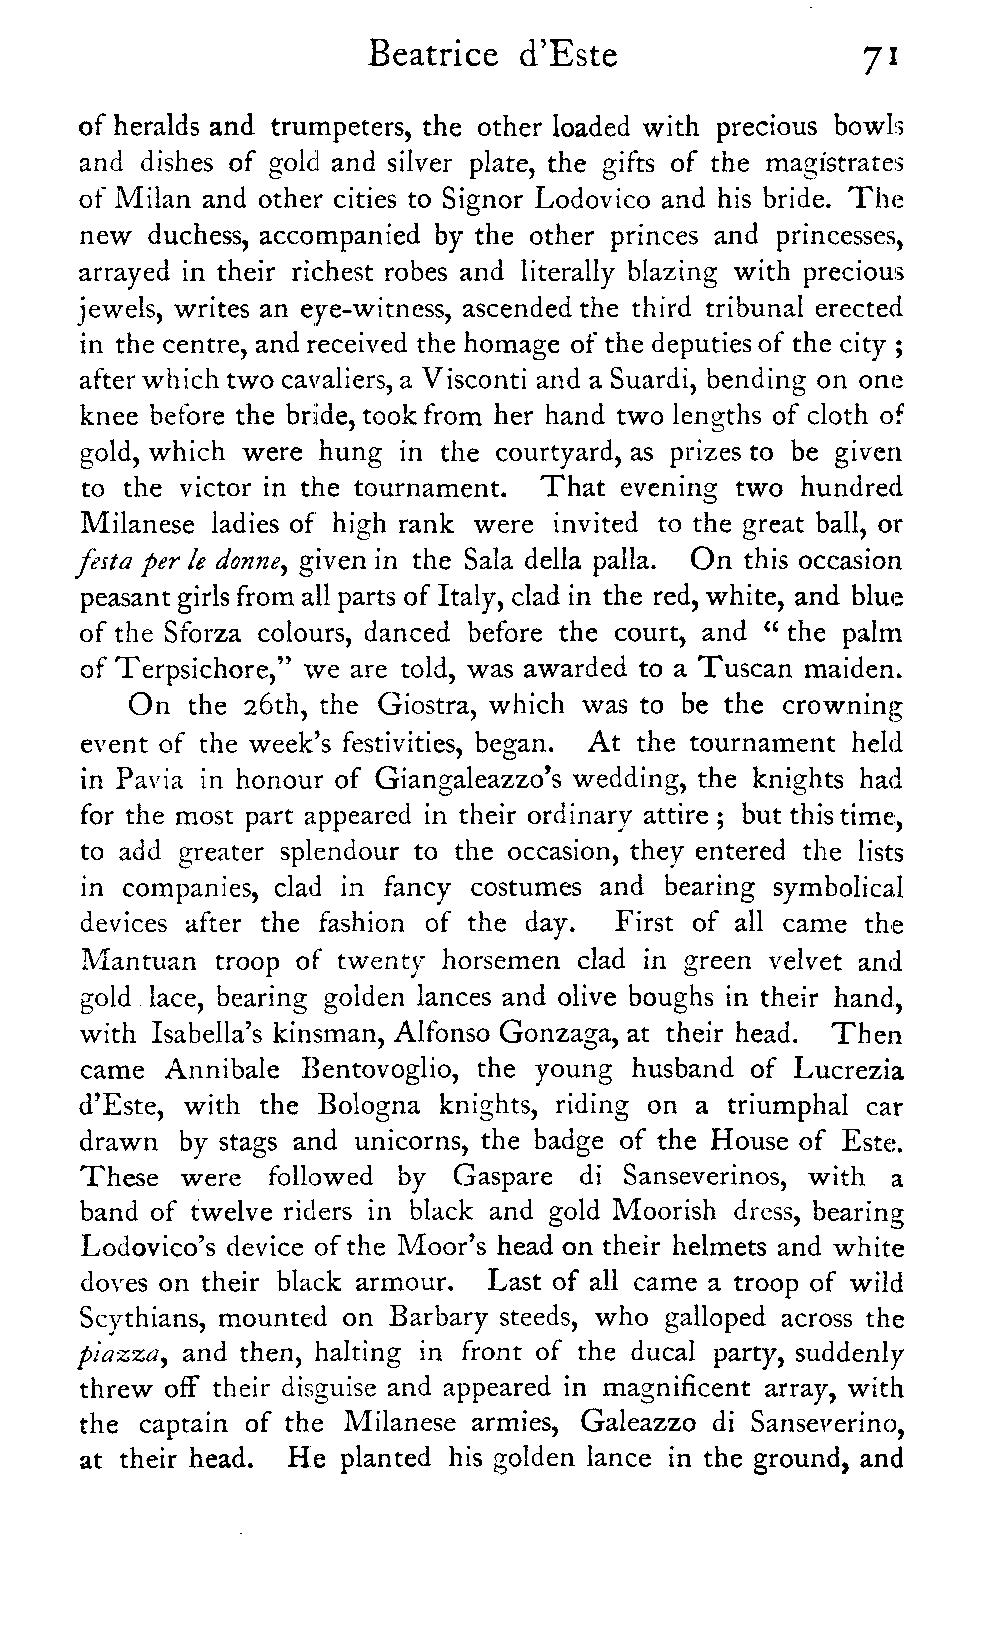 Beatrice d'Este 71
of heralds and trumpeters, the other loaded with precious bowls
and dishes of gold and silver plate, the gifts of the magistrates
of Milan and other cities to Signor Lodovico and his bride. The
new duchess, accompanied by the other princes and princesses,
arrayed in their richest robes and literally blazing with precious
jewels, writes an eye-witness, ascended the third tribunal erected
in the centre, and received the homage of the deputies of the city ;
after which two cavaliers, a Visconti and a Suardi, bending on one
knee before the bride, took from her hand two lengths of cloth of
gold, which were hung in the courtyard, as prizes to be given
to the victor in the tournament. That evening two hundred
Milanese ladies of high rank were invited to the great ball, or
festa per le donne, given in the Sala della palla. On this occasion
peasant girls from all parts of Italy, clad in the red, white, and blue
of the Sforza colours, danced before the court, and “ the palm
of Terpsichore,” we are told, was awarded to a Tuscan maiden.
On the 26th, the Giostra, which was to be the crowning
event of the week's festivities, began. At the tournament held
in Pavia in honour of Giangaleazzo's wedding, the knights had
for the most part appeared in their ordinary attire ; but this time,
to add greater splendour to the occasion, they entered the lists
in companies, clad in fancy costumes and bearing symbolical
devices after the fashion of the day. First of all came the
Mantuan troop of twenty horsemen clad in green velvet and
gold lace, bearing golden lances and olive boughs in their hand,
with Isabella's kinsman, Alfonso Gonzaga, at their head. Then
came Annibale Bentovoglio, the young husband of Lucrezia
d'Este, with the Bologna knights, riding on a triumphal car
drawn by stags and unicorns, the badge of the House of Este.
These were followed by Gaspare di Sanseverinos, with a
band of twelve riders in black and gold Moorish dress, bearing
Lodovico's device of the Moor's head on their helmets and white
doves on their black armour. Last of all came a troop of wild
Scythians, mounted on Barbary steeds, who galloped across the
piazza, and then, halting in front of the ducal party, suddenly
threw off their disguise and appeared in magnificent array, with
the captain of the Milanese armies, Galeazzo di Sanseverino,
at their head. He planted his golden lance in the ground, and